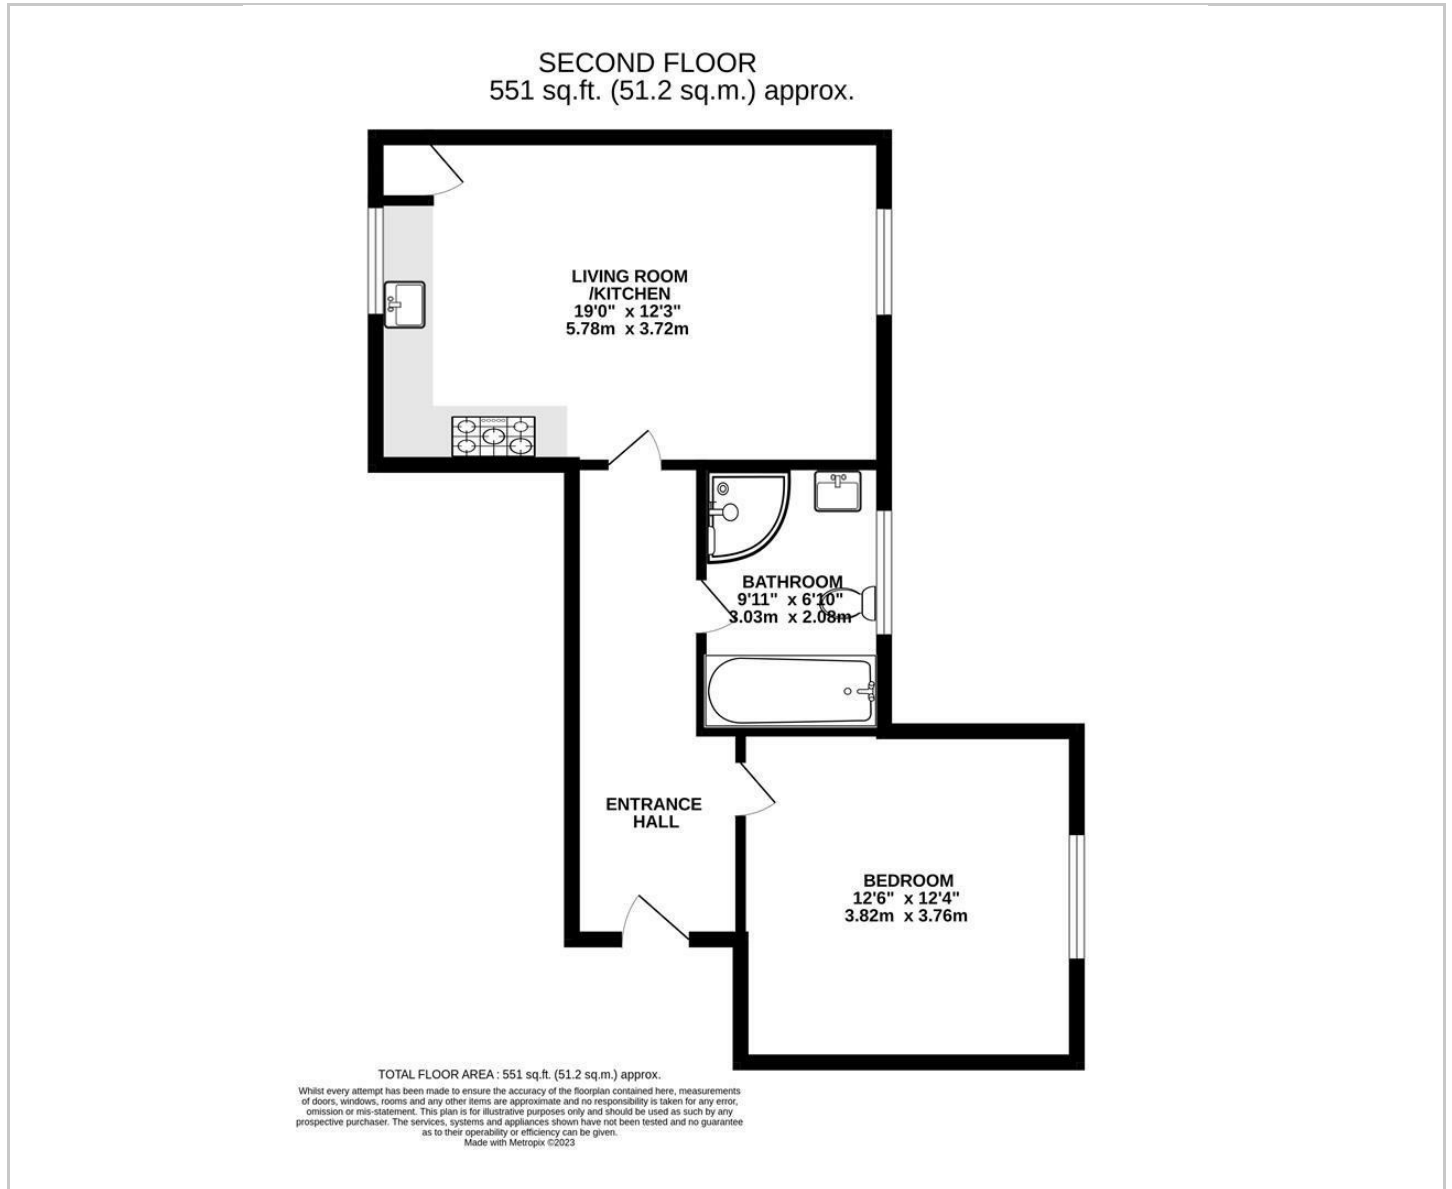 SECOND FLOOR
551 sq.ft. (51.2 sq.m.) approx.
LIVING ROOM
/KITCHEN
19'0" x 12'3"
5.78m x 3.72m
BATHROOM
9'11" x 6'10"
3.03m x 2.08m
ENTRANCE
HALL
BEDROOM
12'6" x 12'4"
3.82m x 3.76m
TOTAL FLOOR AREA : 551 sq.ft. (51.2 sq.m.) approx.
Whilst every attempt has been made to ensure the accuracy of the floorplan contained here, measurements
of doors, windows, rooms and any other items are approximate and no responsibility is taken for any error,
omission or mis-statement. This plan is for illustrative purposes only and should be used as such by any
prospective purchaser. The services, systems and appliances shown have not been tested and no guarantee
as to their operability or efficiency can be given.
Made with Metropix ©2023